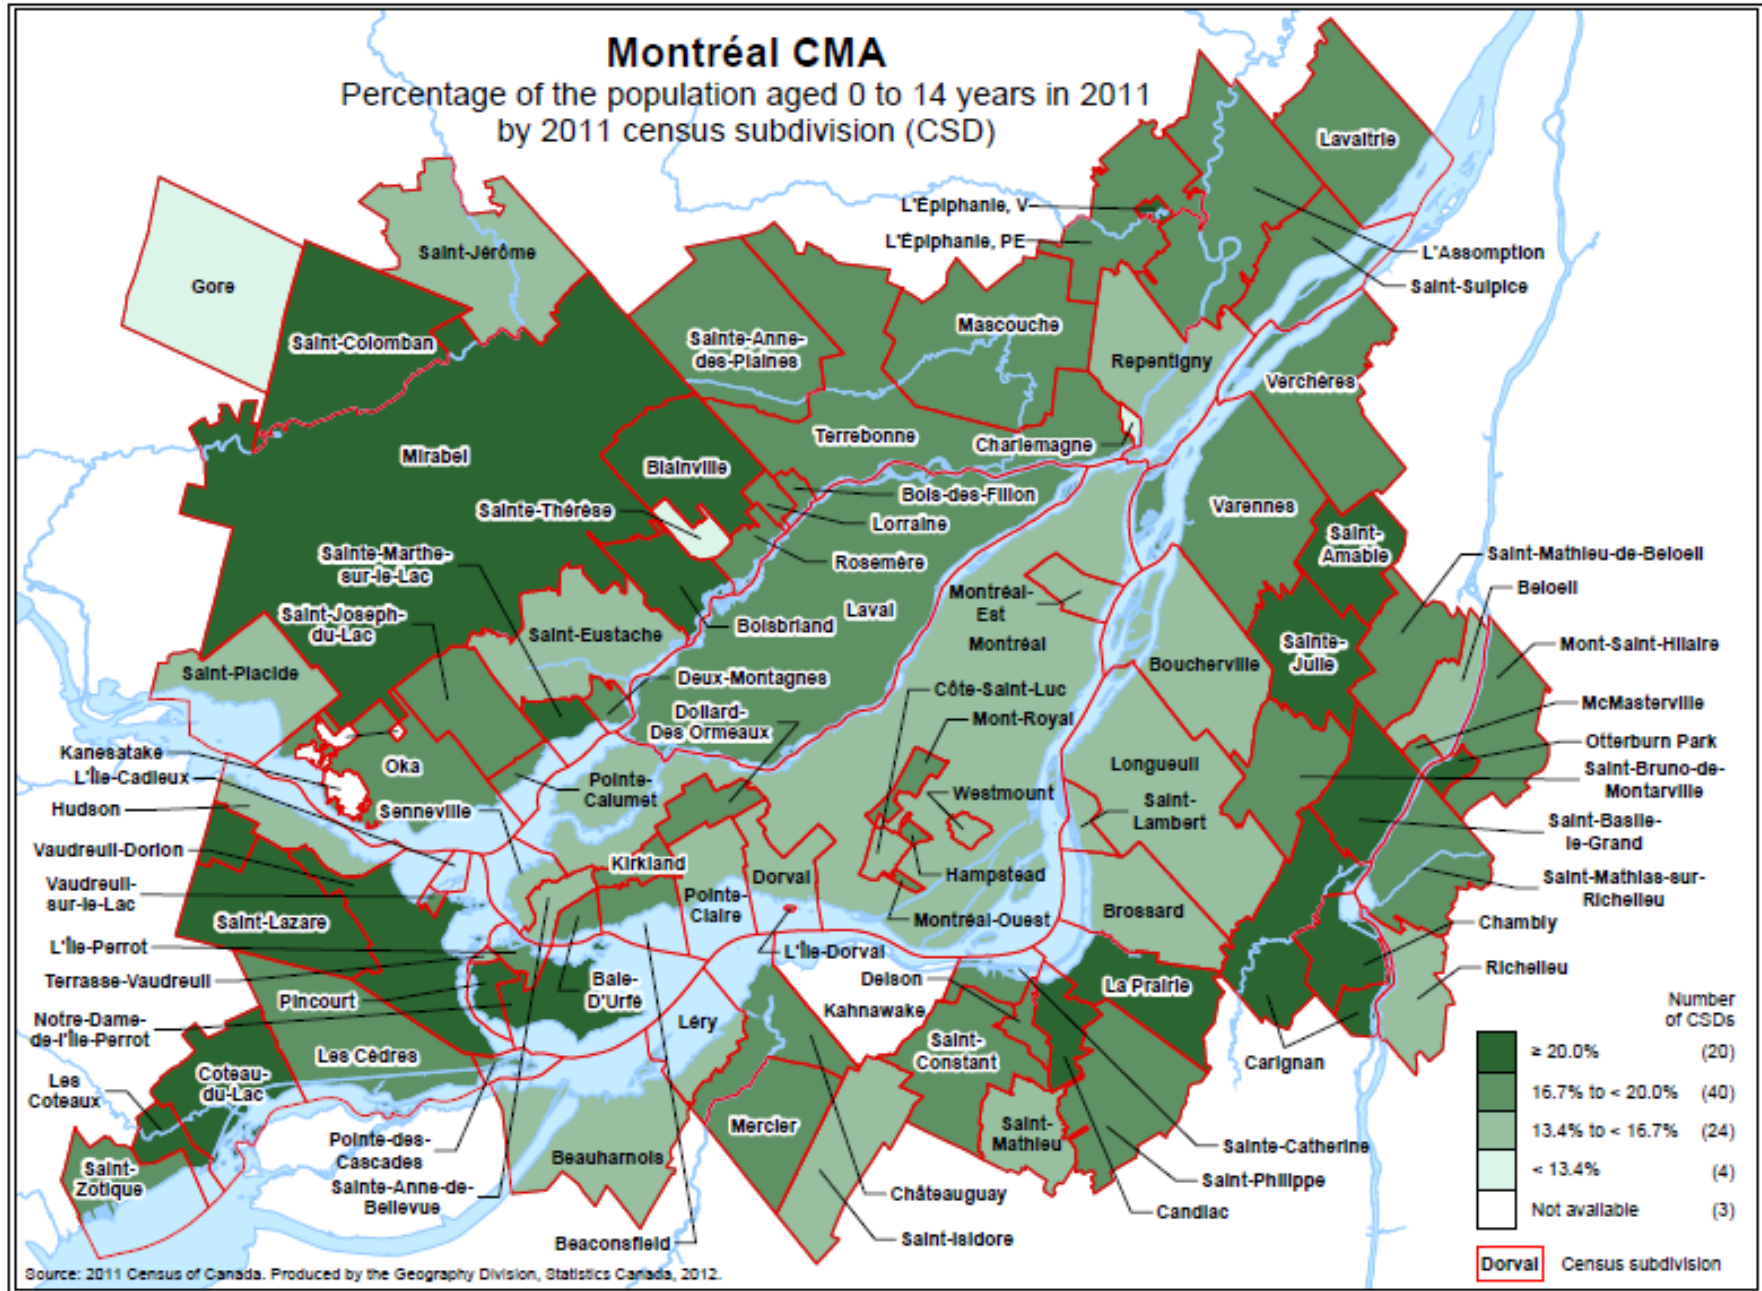 Montréal CMA
Percentage of the population aged 0 to 14 years in 2011
by 2011 census subdivision (CSD)
Lavaltrie
L'Épiphanie, V
L'Épiphanie, PE
L'Assomption
Saint-Sulpice
Saint-Jérôme
Gore
Saint-Colomban
Sainte-Anne-
des-Plaines
Mascouche
Repentigny
Verchères
Mirabel
Terrebonne
Charlemagne
Blainville
Bois-des-Filion
Lorraine
Rosemère
Sainte-Thérèse
Varennes
Saint-
Amable
Saint-Mathieu-de-Beloeil
Beloeil
Sainte-Marthe-
sur-le-Lac
Saint-Joseph-
du-Lac
Saint-Eustache
Boisbriand
Laval
Montréal-
Est
Montréal
Boucherville
Sainte-
Julie
Mont-Saint-Hilaire
Saint-Placide
Deux-Montagnes
Dollard-
Des Ormeaux
Côte-Saint-Luc
Mont-Royal
McMasterville
Otterburn Park
Saint-Bruno-de-
Montarville
Kanesatake
L'Île-Cadieux
Hudson
Oka
Pointe-
Calumet
Senneville
Westmount
Longueuil
Saint-
Lambert
Saint-Basile-
le-Grand
Vaudreuil-Dorion
Vaudreuil-
sur-le-Lac
Kirkland
Dorval
Hampstead
Saint-Mathias-sur-
Richelieu
Pointe-
Claire
Montréal-Ouest
Brossard
Chambly
Saint-Lazare
L'Île-Perrot
Terrasse-Vaudreuil
Pincourt
Notre-Dame-
de-l'Île-Perrot
Baie-
D'Urfé
L'Île-Dorval
Léry
Kahnawake
Delson
La Prairie
Richelieu
Carignan
Les Cèdres
Coteau-
du-Lac
Les
Coteaux
Saint-
Constant
Mercier
Saint-
Mathieu
Sainte-Catherine
Saint-Philippe
Candiac
Saint-
Zotique
Pointe-des-
Cascades
Sainte-Anne-de-
Bellevue
Beauharnois
Beaconsfield
Châteauguay
Saint-Isidore
Number
of CSDs
≥ 20.0% (20)
16.7% to < 20.0% (40)
13.4% to < 16.7% (24)
< 13.4% (4)
Not available (3)
Dorval Census subdivision
Source: 2011 Census of Canada. Produced by the Geography Division, Statistics Canada, 2012.